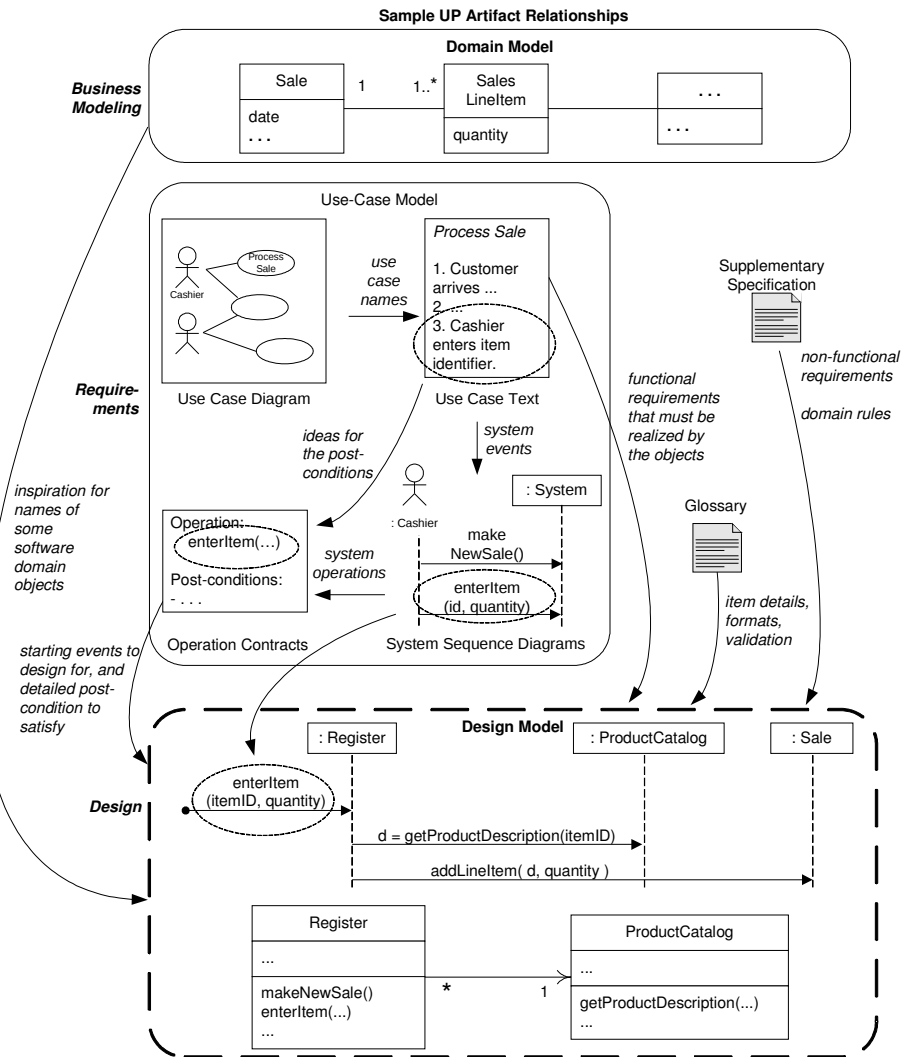 Sample UP Artifact Relationships
Domain Model
Business
Modeling
Sale
1
1..*
Sales
LineItem
. . .
date
. . .
quantity
. . .
Use-Case Model
Process
Sale
Cashier
Use Case Diagram
use
case
names
Process Sale
1. Customer
arrives ...
2. ...
3. Cashier
enters item
identifier.
Use Case Text
Supplementary
Specification
non-functional
requirements
domain rules
Require-
ments
functional
requirements
that must be
realized by
the objects
ideas for
the post-
conditions
system
events
inspiration for
names of
some
software
domain
objects
: Cashier
: System
make
NewSale()
enterItem
(id, quantity)
Operation:
enterItem(…)
Post-conditions:
- . . .
system
operations
Operation Contracts
System Sequence Diagrams
Glossary
item details,
formats,
validation
starting events to
design for, and
detailed post-
condition to
satisfy
Design Model
: Register
: ProductCatalog
: Sale
Design
enterItem
(itemID, quantity)
d = getProductDescription(itemID)
addLineItem( d, quantity )
Register
...
makeNewSale()
enterItem(...)
...
*
1
ProductCatalog
...
getProductDescription(...)
...